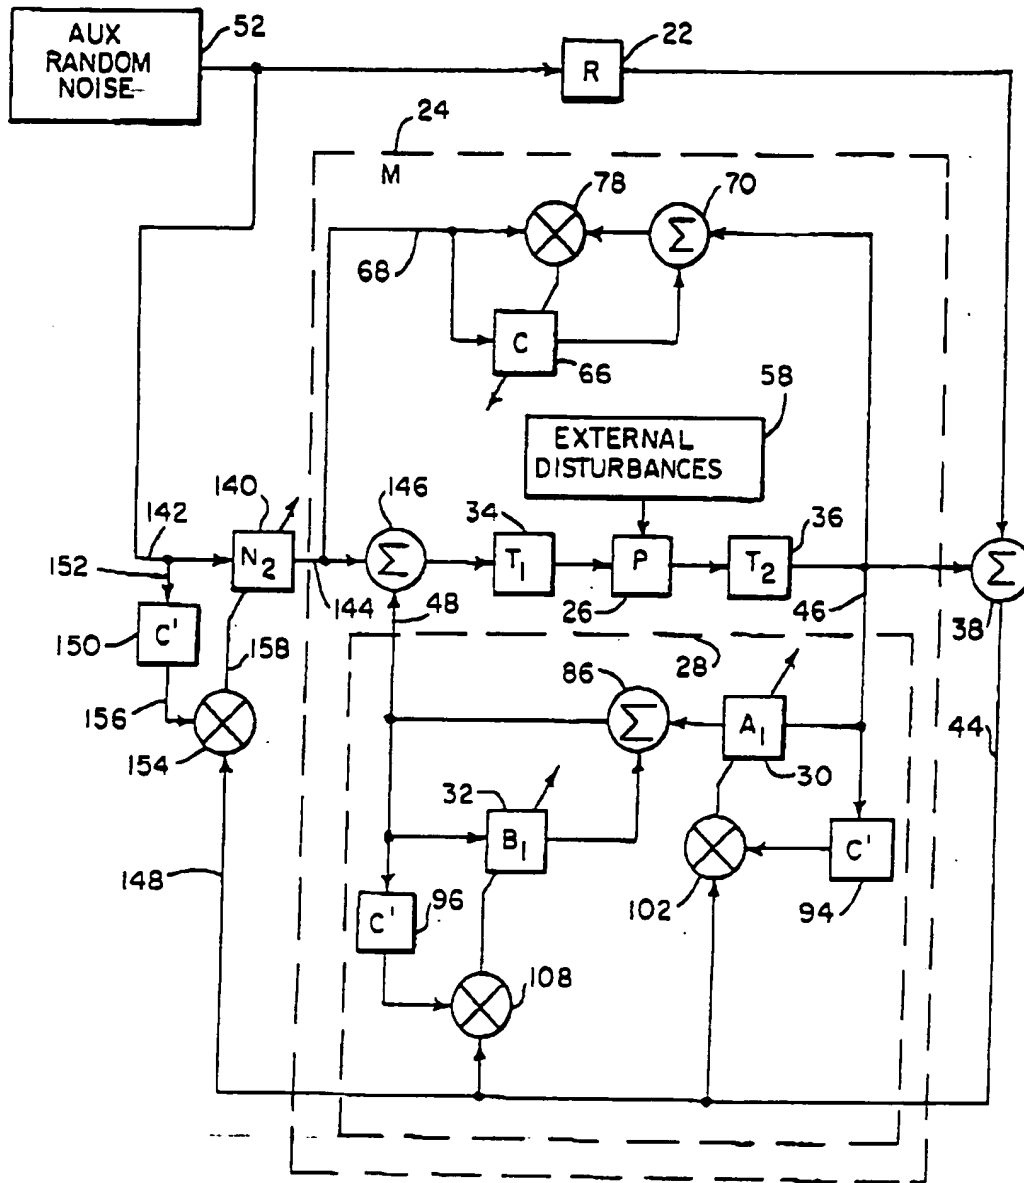 AUX
RANDOM
NOISE
52
22
R
24
M
78
70
Σ
68
C
66
58
EXTERNAL
DISTURBANCES
140
142
N2
146
Σ
34
T1
P
36
T2
152
144
48
26
46
Σ
38
150
C'
158
28
86
Σ
A1
44
156
154
32
30
B1
148
102
C'
94
96
C'
108